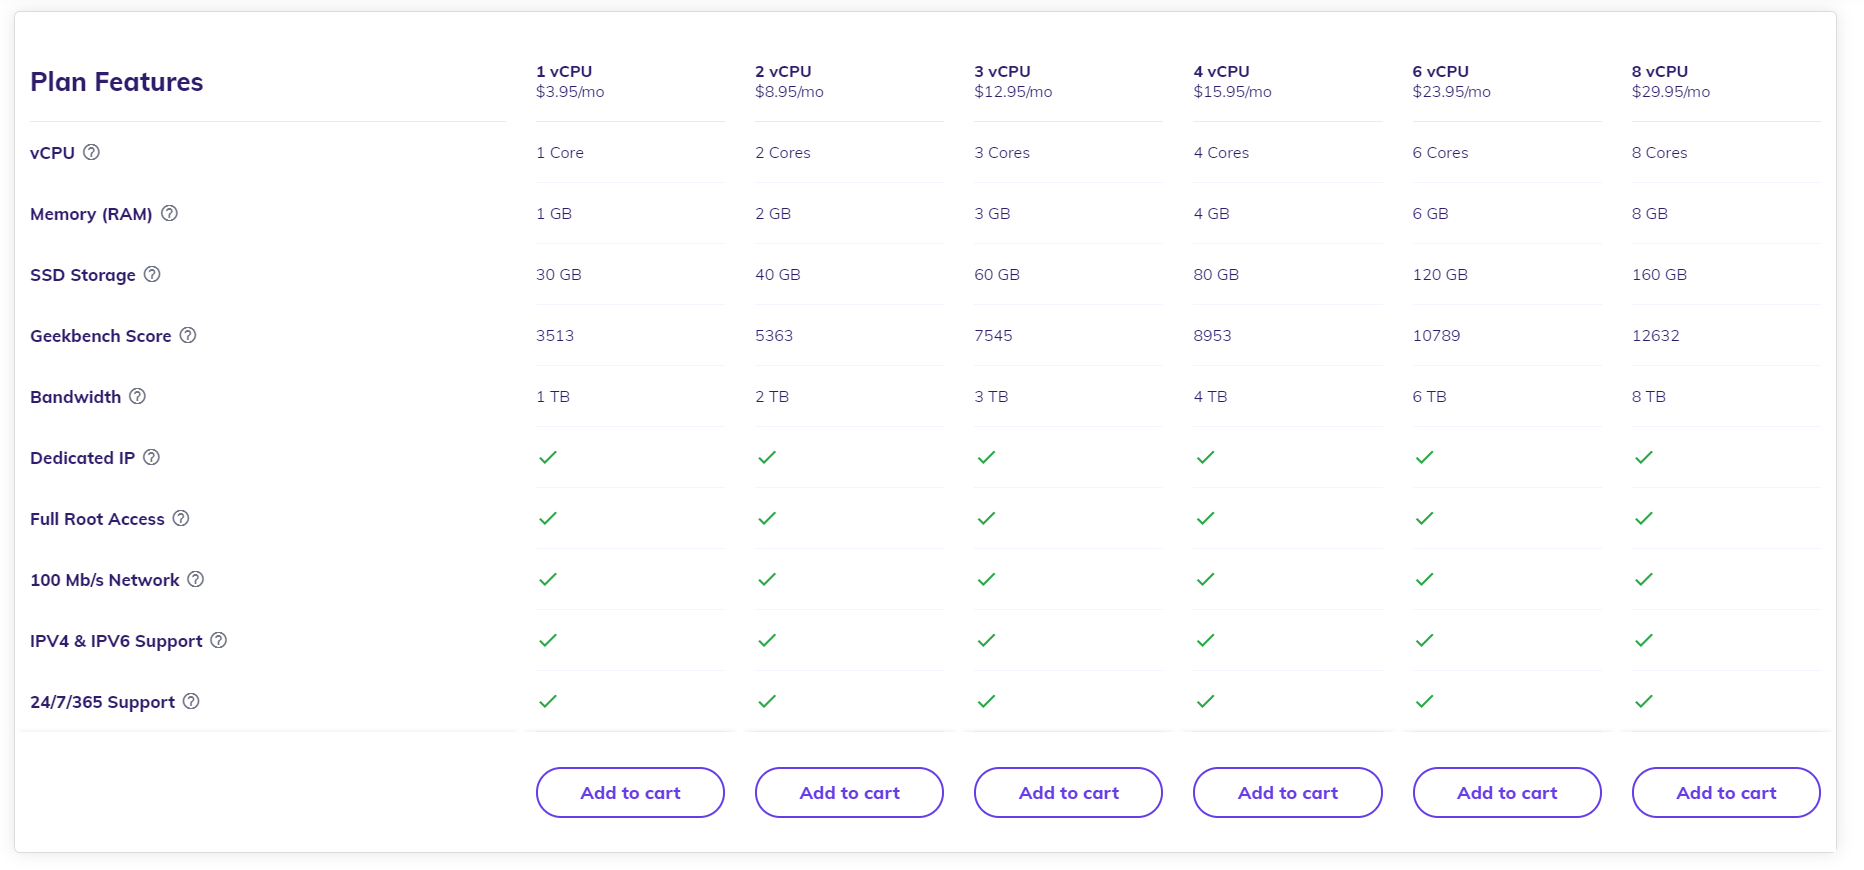 Plan Features
1 vCPU 2 vCPU 3 vCPU 4 vCPU 6 vCPU 8 vCPU
$3.95/mo $8.95/mo $12.95/mo $15.95/mo $23.95/mo $29.95/mo
vCPU 1 Core 2 Cores 3 Cores 4 Cores 6 Cores 8 Cores
Memory (RAM) 1 GB 2 GB 3 GB 4 GB 6 GB 8 GB
SSD Storage 30 GB 40 GB 60 GB 80 GB 120 GB 160 GB
Geekbench Score 3513 5363 7545 8953 10789 12632
Bandwidth 1 TB 2 TB 3 TB 4 TB 6 TB 8 TB
Dedicated IP
Full Root Access
100 Mb/s Network
IPV4 & IPV6 Support
24/7/365 Support
Add to cart Add to cart Add to cart Add to cart Add to cart Add to cart